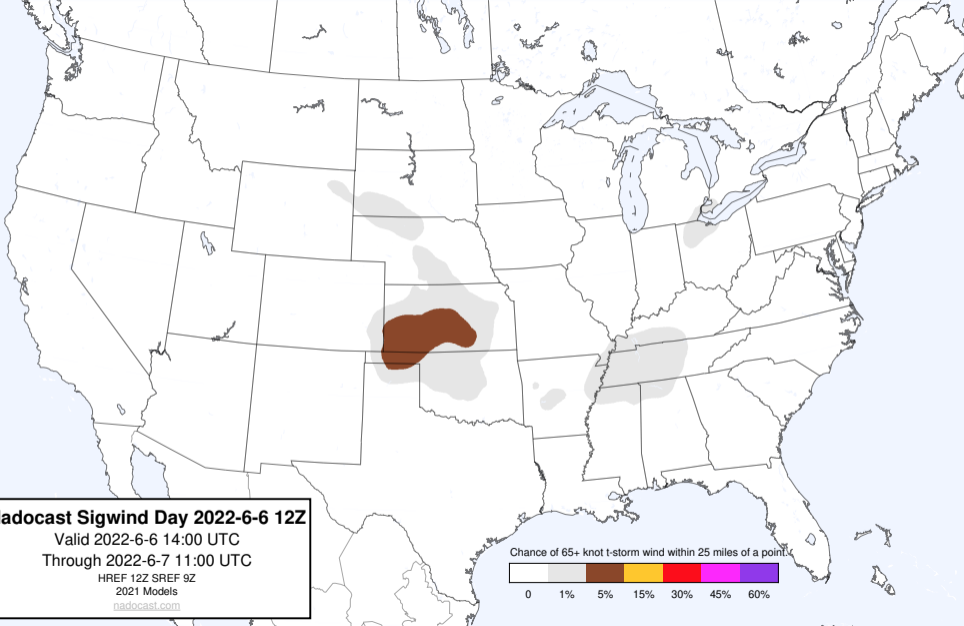 adocast Sigwind Day 2022-6-6 12Z
Valid 2022-6-6 14:00 UTC
Through 2022-6-7 11:00 UTC
HREF 12Z SREF 9Z
2021 Models
nadocast.com
Chance of 65+ knot t-storm wind within 25 miles of a point.
0 1% 5% 15% 30% 45% 60%